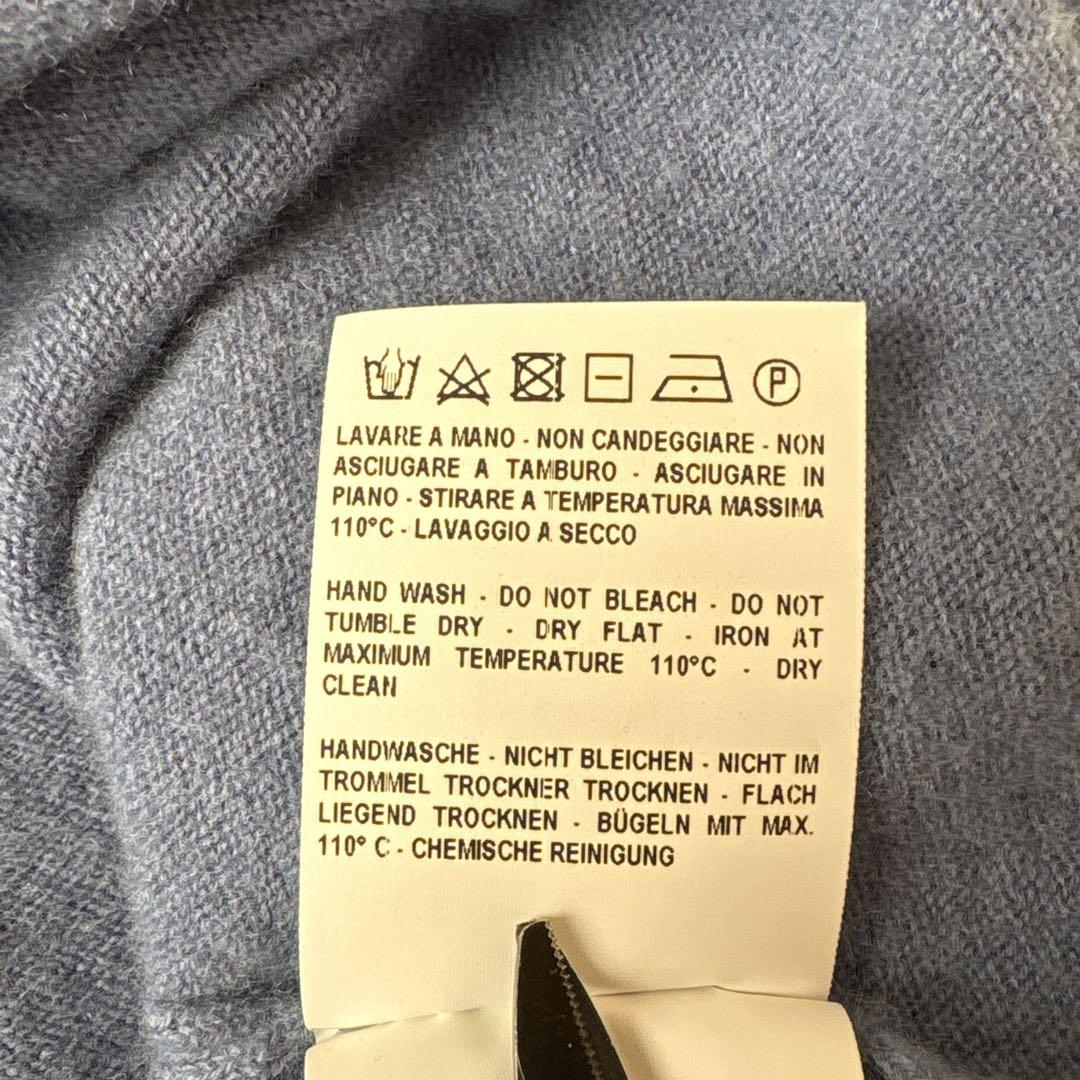 P
LAVARE A MANO - NON CANDEGGIARE - NON
ASCIUGARE A TAMBURO - ASCIUGARE IN
PIANO - STIRARE A TEMPERATURA MASSIMA
110°C - LAVAGGIO A SECCO
HAND WASH - DO NOT BLEACH - DO NOT
TUMBLE DRY - DRY FLAT - IRON AT
MAXIMUM TEMPERATURE 110°C - DRY
CLEAN
HANDWASCHE - NICHT BLEICHEN - NICHT IM
TROMMEL TROCKNER TROCKNEN - FLACH
LIEGEND TROCKNEN - BÜGELN MIT MAX.
110° C - CHEMISCHE REINIGUNG